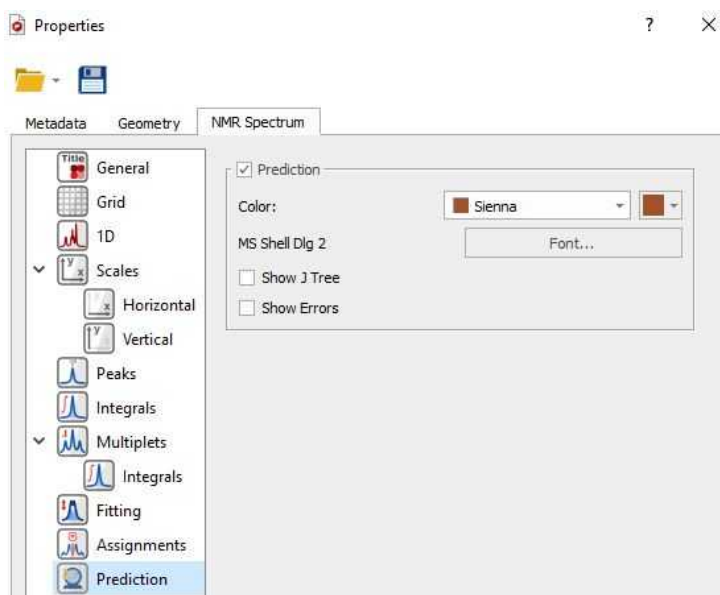 Properties
?
Metadata Geometry NMR Spectrum
Title
General
Grid
1D
y x
Scales
x
Horizontal
y
Vertical
Peaks
Integrals
Multiplets
Integrals
Fitting
Assignments
Prediction
Prediction
Color: Sienna
MS Shell Dlg 2 Font...
Show J Tree
Show Errors